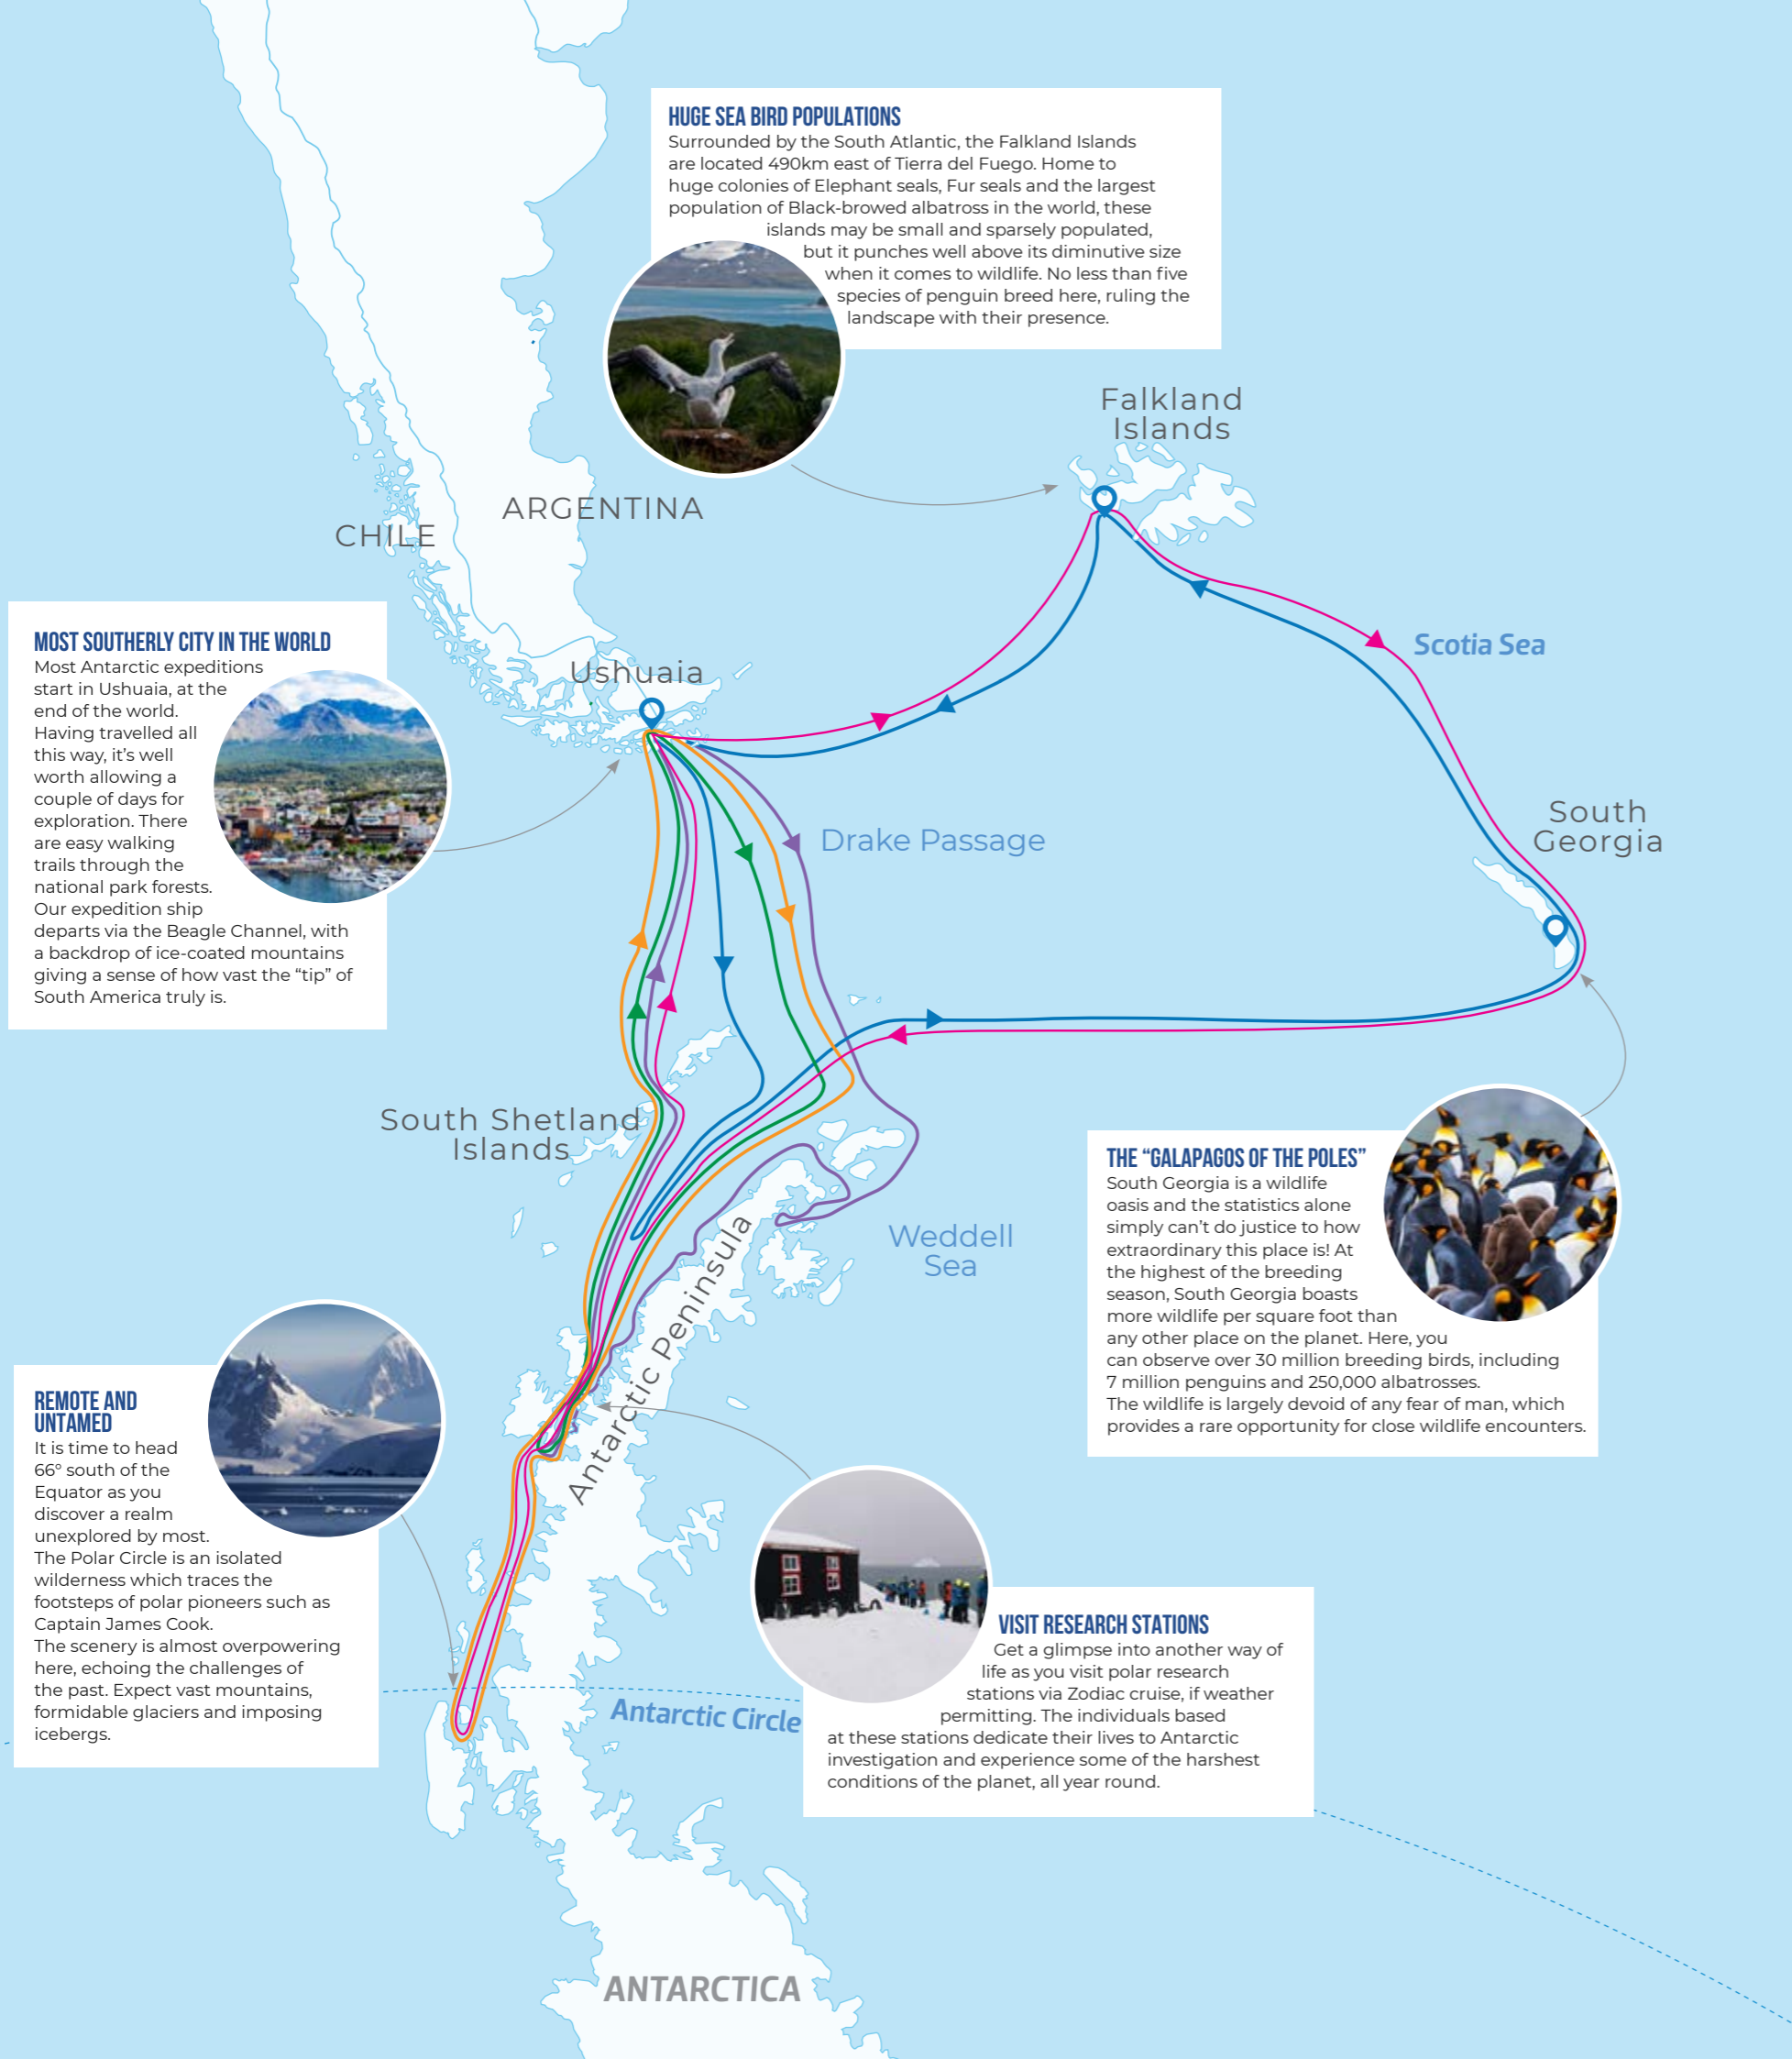 HUGE SEA BIRD POPULATIONS
Surrounded by the South Atlantic, the Falkland Islands
are located 490km east of Tierra del Fuego. Home to
huge colonies of Elephant seals, Fur seals and the largest
population of Black-browed albatross in the world, these
islands may be small and sparsely populated,
but it punches well above its diminutive size
when it comes to wildlife. No less than five
species of penguin breed here, ruling the
landscape with their presence.
Falkland
Islands
ARGENTINA
CHILE
MOST SOUTHERLY CITY IN THE WORLD
Most Antarctic expeditions
start in Ushuaia, at the
end of the world.
Having travelled all
this way, it's well
worth allowing a
couple of days for
exploration. There
are easy walking
trails through the
national park forests.
Our expedition ship
departs via the Beagle Channel, with
a backdrop of ice-coated mountains
giving a sense of how vast the “tip” of
South America truly is.
Ushuaia
Scotia Sea
Drake Passage
South
Georgia
South Shetland
Islands
Weddell
Sea
Antarctic Peninsula
THE “GALAPAGOS OF THE POLES”
South Georgia is a wildlife
oasis and the statistics alone
simply can't do justice to how
extraordinary this place is! At
the highest of the breeding
season, South Georgia boasts
more wildlife per square foot than
any other place on the planet. Here, you
can observe over 30 million breeding birds, including
7 million penguins and 250,000 albatrosses.
The wildlife is largely devoid of any fear of man, which
provides a rare opportunity for close wildlife encounters.
REMOTE AND
UNTAMED
It is time to head
66° south of the
Equator as you
discover a realm
unexplored by most.
The Polar Circle is an isolated
wilderness which traces the
footsteps of polar pioneers such as
Captain James Cook.
The scenery is almost overpowering
here, echoing the challenges of
the past. Expect vast mountains,
formidable glaciers and imposing
icebergs.
Antarctic Circle
VISIT RESEARCH STATIONS
Get a glimpse into another way of
life as you visit polar research
stations via Zodiac cruise, if weather
permitting. The individuals based
at these stations dedicate their lives to Antarctic
investigation and experience some of the harshest
conditions of the planet, all year round.
ANTARCTICA